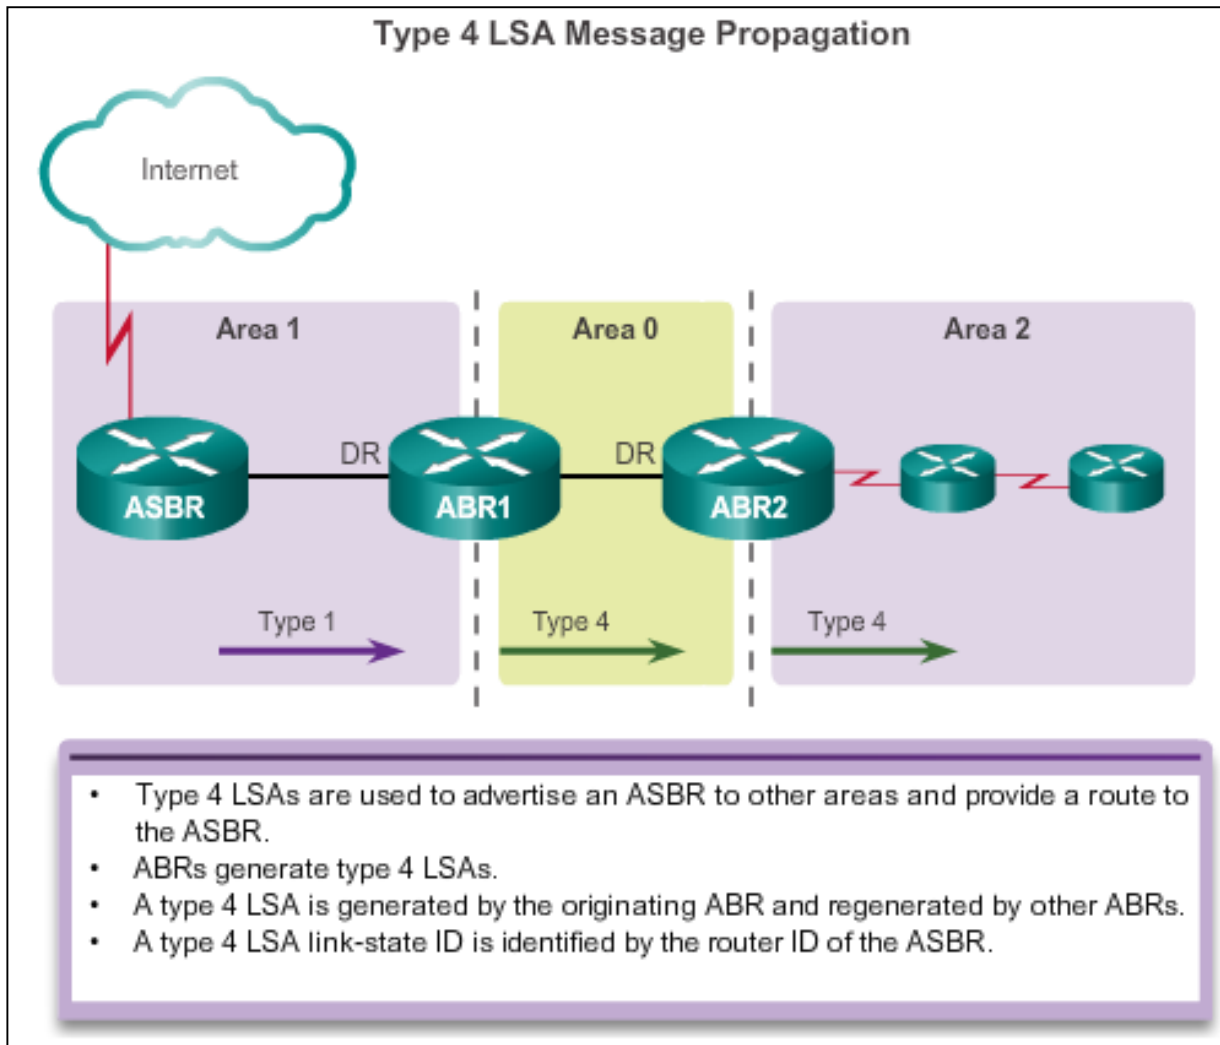 Type 4 LSA Message Propagation
Internet
Area 1
Area 0
Area 2
DR
DR
ASBR
ABR1
ABR2
Type 1
Type 4
Type 4
• Type 4 LSAs are used to advertise an ASBR to other areas and provide a route to
the ASBR.
• ABRs generate type 4 LSAs.
• A type 4 LSA is generated by the originating ABR and regenerated by other ABRs.
• A type 4 LSA link-state ID is identified by the router ID of the ASBR.